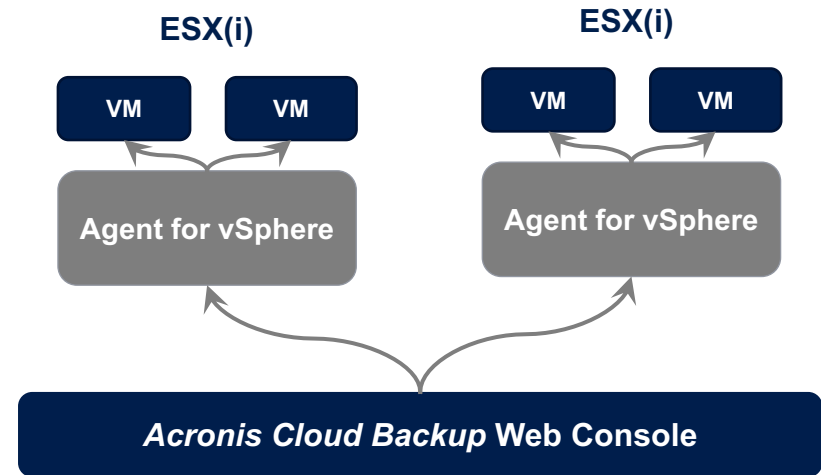 ESX(i)
ESX(i)
VM
VM
VM
VM
Agent for vSphere
Agent for vSphere
Acronis Cloud Backup Web Console